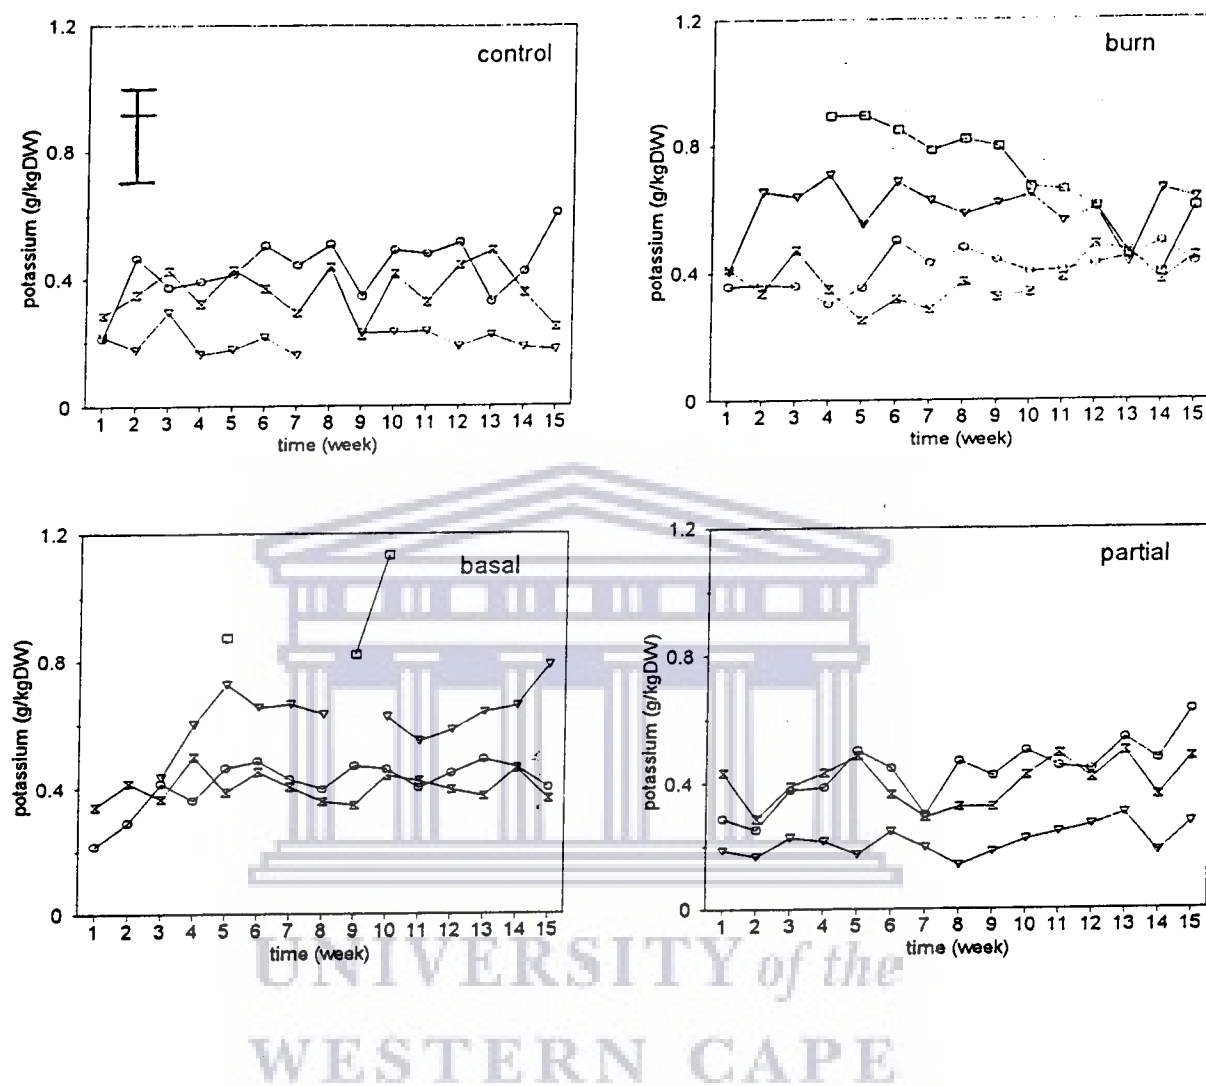 control
potassium (g/kgDW)
1.2
0.8
0.4
0
1 2 3 4 5 6 7 8 9 10 11 12 13 14 15
time (week)
burn
potassium (g/kgDW)
1.2
0.8
0.4
0
1 2 3 4 5 6 7 8 9 10 11 12 13 14 15
time (week)
basal
potassium (g/kgDW)
1.2
0.8
0.4
0
1 2 3 4 5 6 7 8 9 10 11 12 13 14 15
time (week)
partial
potassium (g/kgDW)
1.2
0.8
0.4
0
1 2 3 4 5 6 7 8 9 10 11 12 13 14 15
time (week)
UNIVERSITY of the
WESTERN CAPE